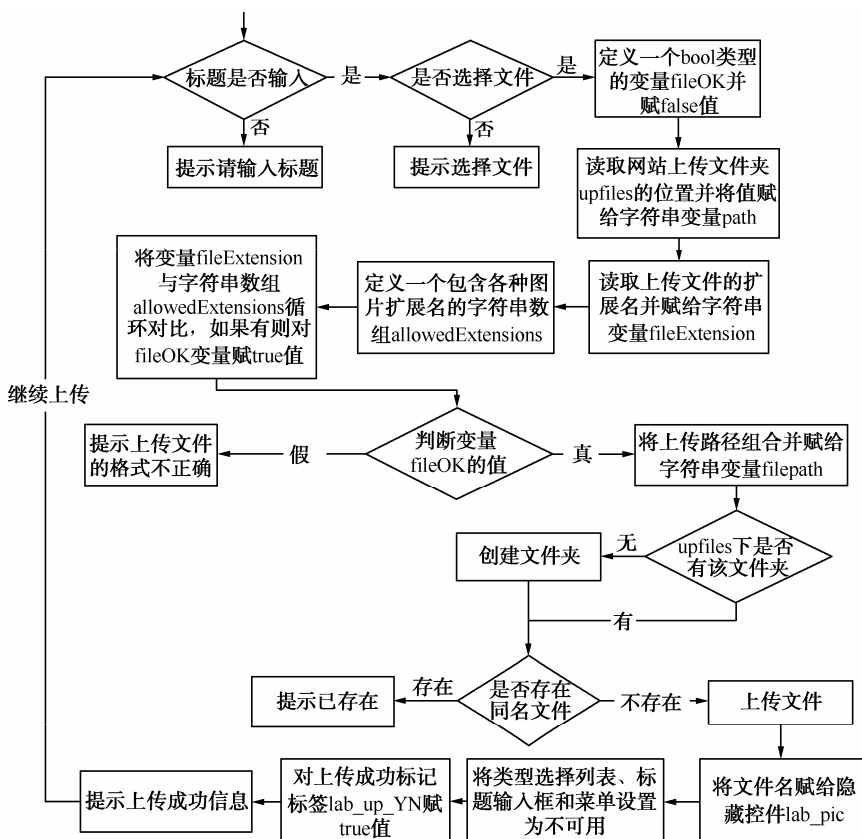 标题是否输入
是
是否选择文件
是
定义一个bool类型
的变量fileOK并
赋false值
否
否
提示请输入标题
提示选择文件
读取网站上传文件夹
upfiles的位置并将值赋
给字符串变量path
将变量fileExtension
与字符串数组
allowedExtensions循
环对比，如果有则对
fileOK变量赋true值
定义一个包含各种图
片扩展名的字符串数
组allowedExtensions
读取上传文件的扩
展名并赋给字符串
变量fileExtension
继续上传
提示上传文件
的格式不正确
假
判断变量
fileOK的值
真
将上传路径组合并赋给
字符串变量filepath
创建文件夹
无
upfiles下是否
有该文件夹
有
提示已存在
存在
是否存在
同名文件
不存在
上传文件
提示上传成功信息
对上传成功标记
标签lab_up_YN赋
true值
将类型选择列表、标
题输入框和菜单设置
为不可用
将文件名赋给隐
藏控件lab_pic